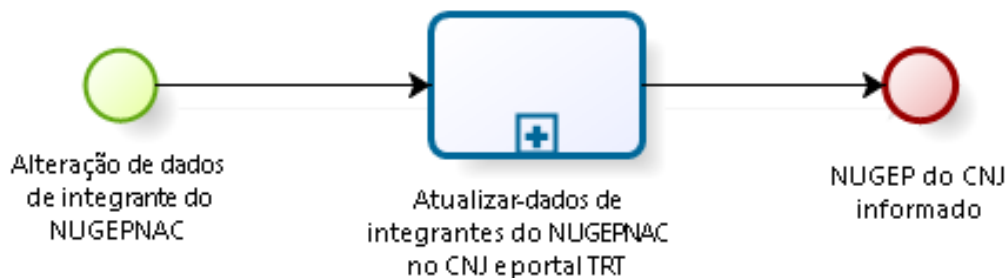 Alteração de dados
de integrante do
NUGEPNAC
Atualizar-dados de
integrantes do NUGEPNAC
no CNJ e portal TRT
NUGEP do CNJ
informado